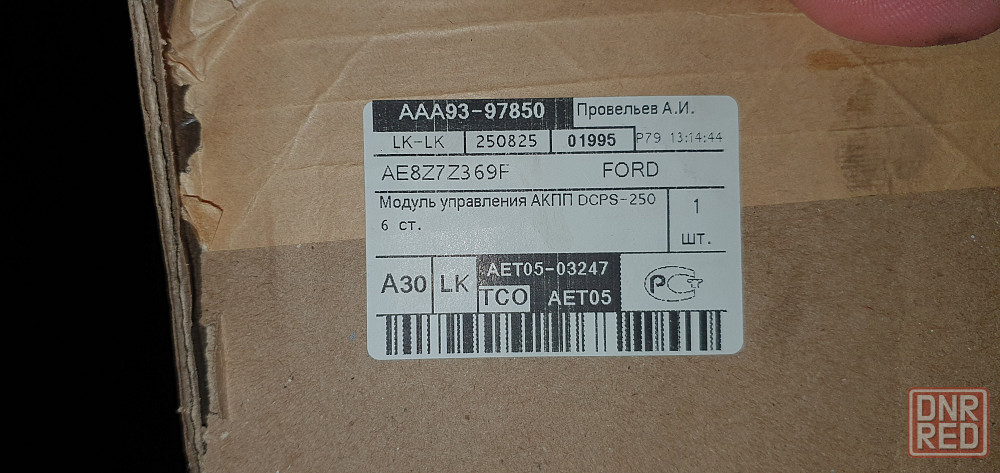 AAA93-97850 Провельев А.И.
LK-LK 250825 01995 P79 13:14:44
AE8Z7Z369F FORD
Модуль управления АКПП DCPS-250 1
6 ст. шт.
A30 LK AET05-03247
TCO AET05
PC
DNR
RED